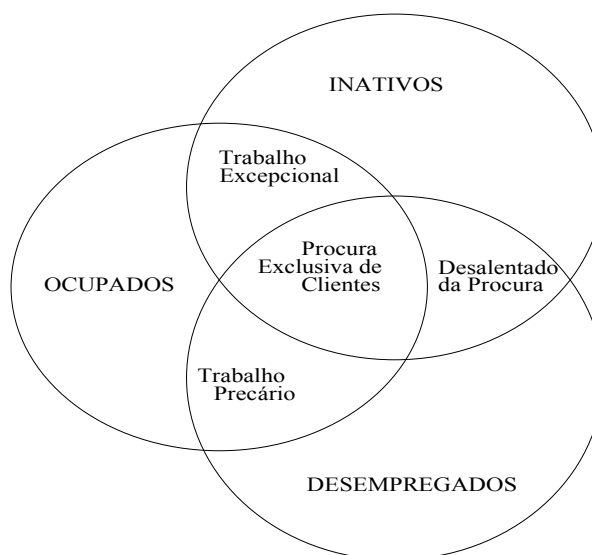 INATIVOS
Trabalho
Excepcional
Procura
Exclusiva de
Clientes
Desalentado
da Procura
OCUPADOS
Trabalho
Precário
DESEMPREGADOS